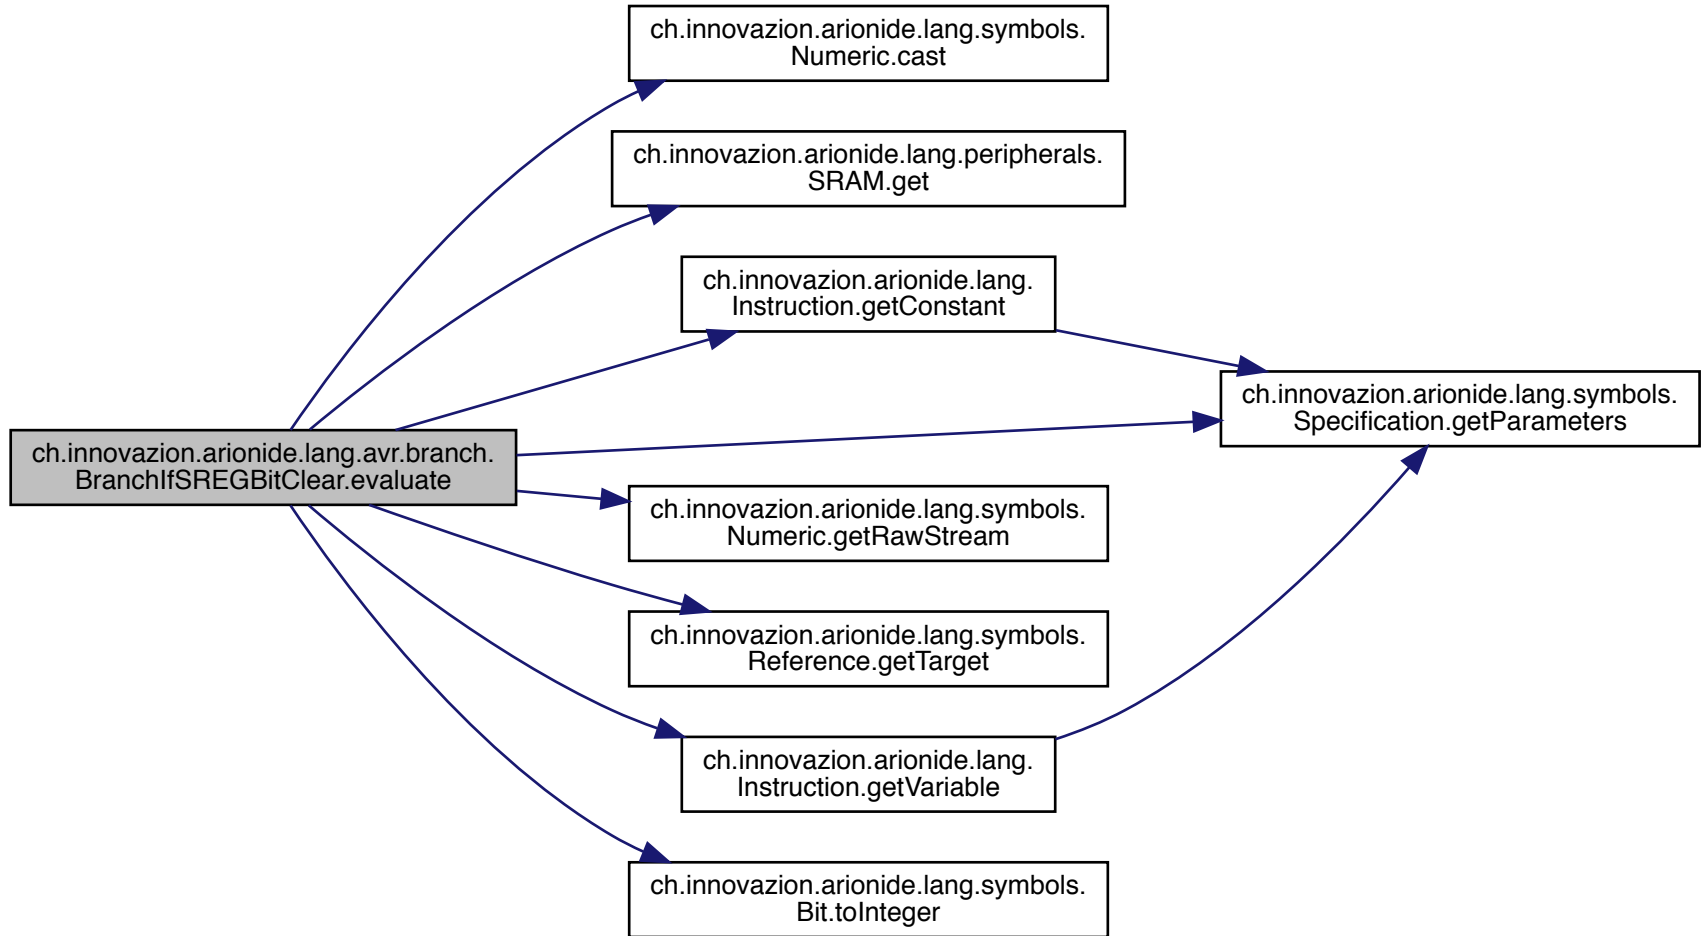 ch.innovazion.arionide.lang.symbols.
Numeric.cast
ch.innovazion.arionide.lang.peripherals.
SRAM.get
ch.innovazion.arionide.lang.
Instruction.getConstant
ch.innovazion.arionide.lang.symbols.
Specification.getParameters
ch.innovazion.arionide.lang.avr.branch.
BranchIfSREGBitClear.evaluate
ch.innovazion.arionide.lang.symbols.
Numeric.getRawStream
ch.innovazion.arionide.lang.symbols.
Reference.getTarget
ch.innovazion.arionide.lang.
Instruction.getVariable
ch.innovazion.arionide.lang.symbols.
Bit.toInteger